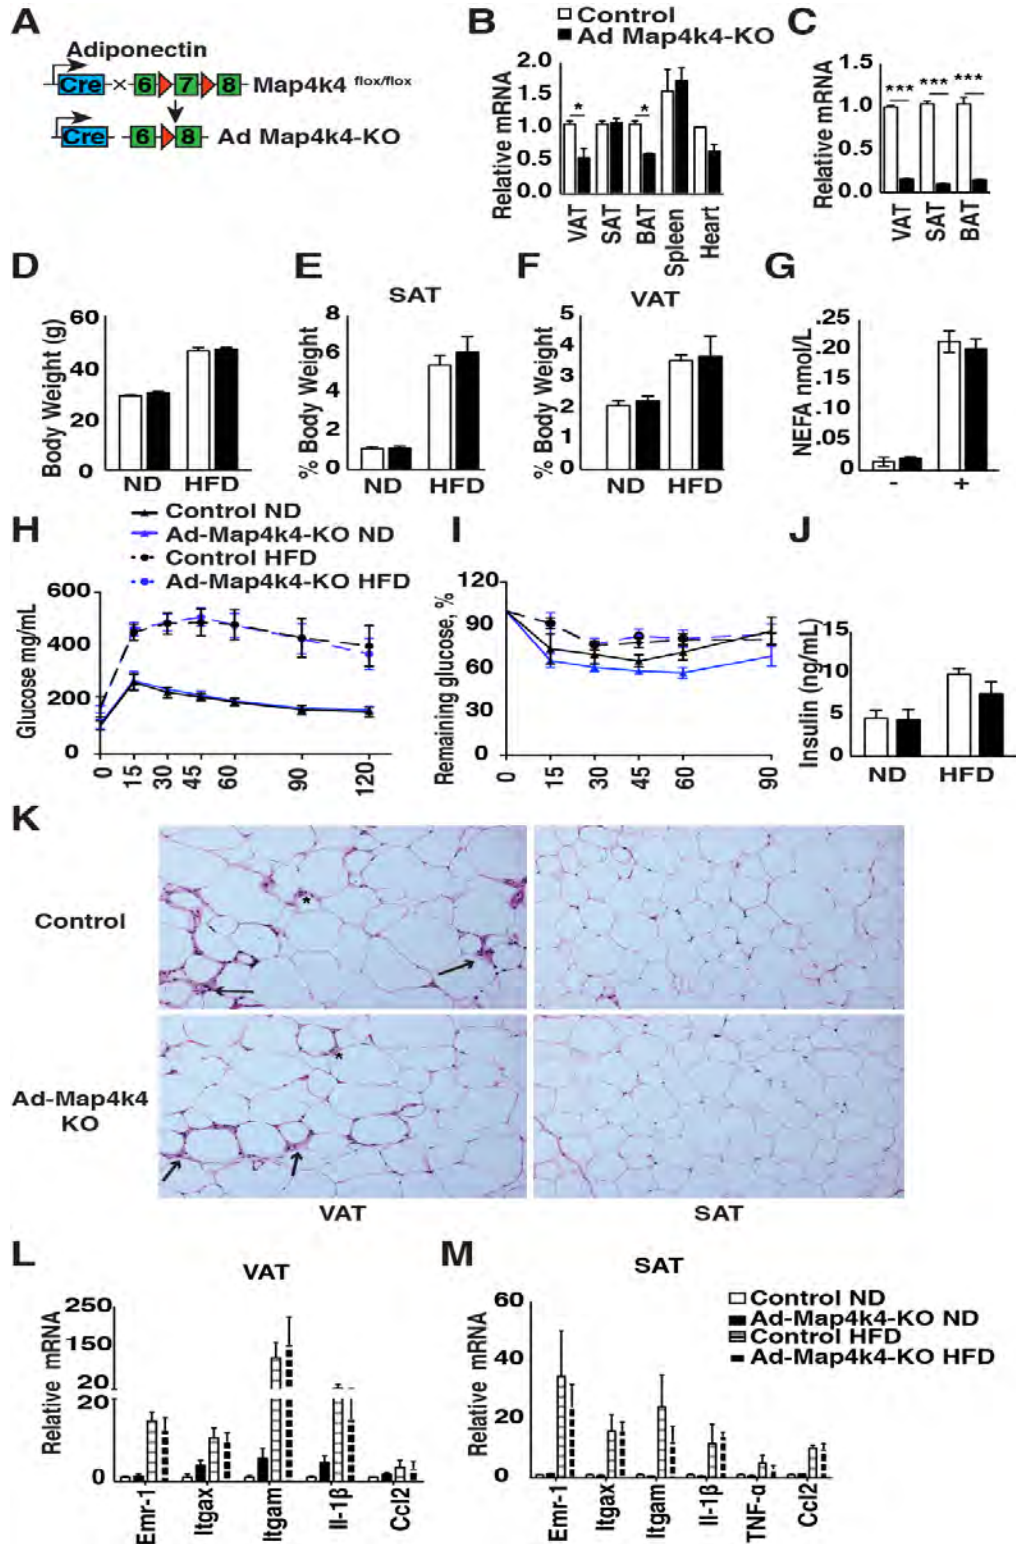 A
Adiponectin
Cre × 6 7 8 Map4k4 flox/flox
Cre 6 8 Ad Map4k4-KO
B
Control
Ad Map4k4-KO
Relative mRNA
2.0
1.5
1.0
0.5
0.0
*
*
VAT
SAT
BAT
Spleen
Heart
C
Relative mRNA
1.5
1.0
0.5
0.0
*** *** ***
VAT
SAT
BAT
D
Body Weight (g)
60
40
20
0
ND HFD
E
SAT
% Body Weight
8
6
4
2
0
ND HFD
F
VAT
% Body Weight
5
4
3
2
1
0
ND HFD
G
NEFA nmol/L
.25
.20
.15
.10
.05
0
- +
H
Control ND
Ad-Map4k4-KO ND
Control HFD
Ad-Map4k4-KO HFD
Glucose mg/mL
600
400
200
0
0 15 30 45 60 90 120
I
Remaining glucose, %
120
90
60
30
0
0 15 30 45 60 90
J
Insulin (ng/mL)
15
10
5
0
ND HFD
K
Control
*
Ad-Map4k4
KO
*
VAT SAT
L
VAT
Relative mRNA
250
150
20
20
0
Emr-1
Itgax
Itgam
Il-1β
Ccl2
M
SAT
Control ND
Ad-Map4k4-KO ND
Control HFD
Ad-Map4k4-KO HFD
Relative mRNA
60
40
20
0
Emr-1
Itgax
Itgam
Il-1β
TNF-α
Ccl2